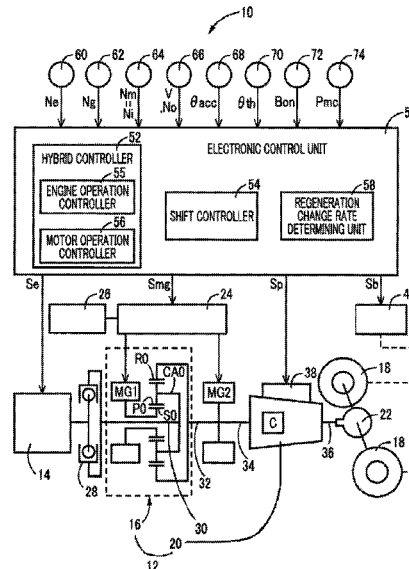 10
60 62 64 66 68 70 72 74
Ne Ng Nm
=
Ni V
,No θacc θth Bon Pmc
52
HYBRID CONTROLLER
55
ENGINE OPERATION
CONTROLLER
56
MOTOR OPERATION
CONTROLLER
ELECTRONIC CONTROL UNIT
54
SHIFT CONTROLLER
58
REGENERATION
CHANGE RATE
DETERMINING UNIT
Se Smg Sp Sb
26 24
R0 CA0
MG1 P0 S0 MG2
38 18
C 22
14 28 32 34 36 18
16 30
20
12